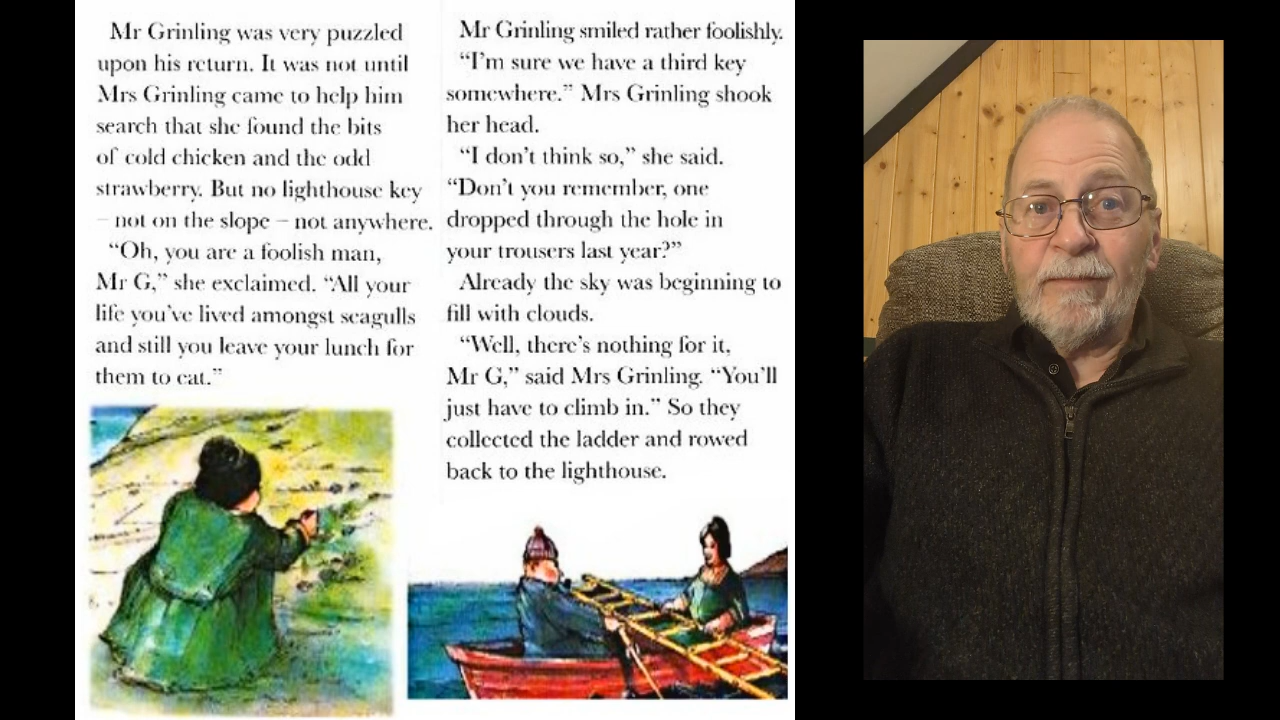 Mr Grinling was very puzzled
upon his return. It was not until
Mrs Grinling came to help him
search that she found the bits
of cold chicken and the odd
strawberry. But no lighthouse key
– not on the slope – not anywhere.
“Oh, you are a foolish man,
Mr G,” she exclaimed. “All your
life you’ve lived amongst seagulls
and still you leave your lunch for
them to eat.”
Mr Grinling smiled rather foolishly.
“I’m sure we have a third key
somewhere.” Mrs Grinling shook
her head.
“I don’t think so,” she said.
“Don’t you remember, one
dropped through the hole in
your trousers last year?”
Already the sky was beginning to
fill with clouds.
“Well, there’s nothing for it,
Mr G,” said Mrs Grinling. “You’ll
just have to climb in.” So they
collected the ladder and rowed
back to the lighthouse.